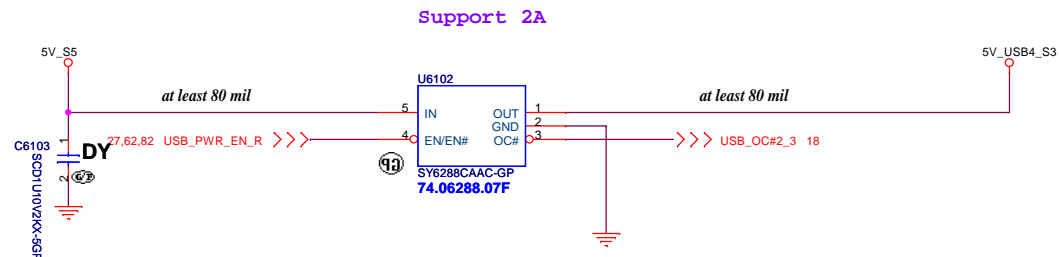 Support 2A
5V_S5
5V_USB4_S3
U6102
at least 80 mil
at least 80 mil
5 IN OUT 1
GND 2
27,62,82 USB_PWR_EN_R 4 EN/EN# OC# 3 USB_OC#2_3 18
C6103
1
DY
2
SCD1U10V2KX-5GP
G/P
GP
SY6288CAAC-GP
74.06288.07F